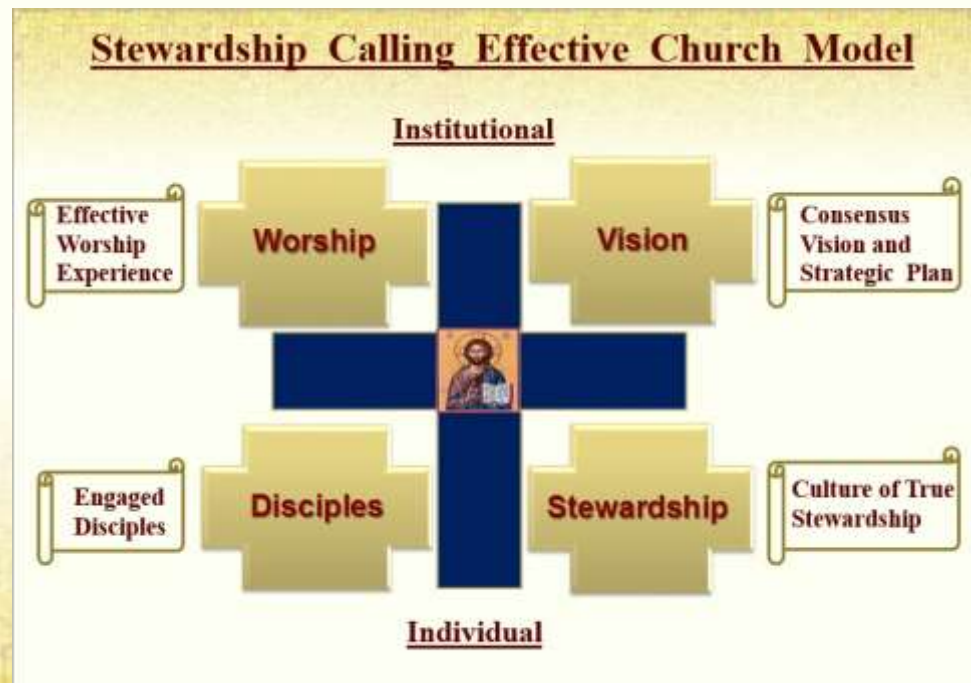 Stewardship Calling Effective Church Model
Institutional
Effective
Worship
Experience
Worship
Vision
Consensus
Vision and
Strategic Plan
Engaged
Disciples
Disciples
Stewardship
Culture of True
Stewardship
Individual